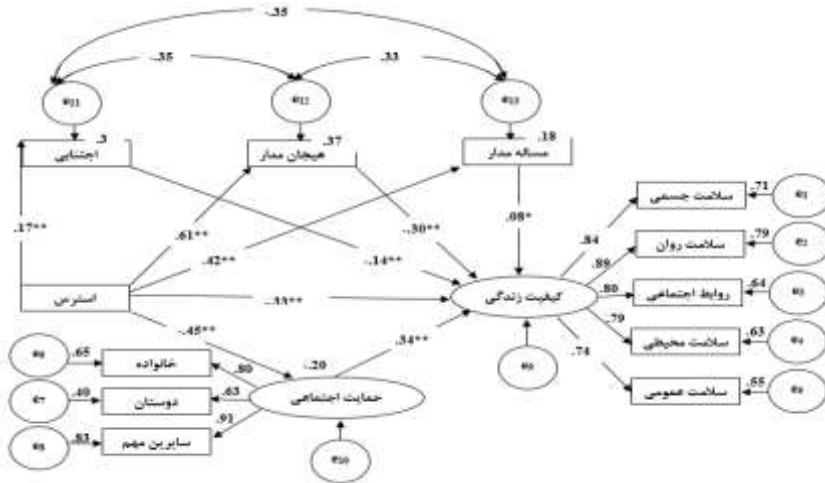 -.35
-.35
.33
e11
e12
e13
.3
.37
.18
اجتنابی
هیجان مدار
مساله مدار
.71
سلامت جسمی
e1
.17**
.61**
-.30**
.08*
.84
.79
سلامت روان
e2
-.42**
-.14**
.89
استرس
-.33**
کیفیت زندگی
.80
روابط اجتماعی
.64
e3
-.45**
.34**
.79
سلامت محیطی
.63
e4
-.20
.74
e6
.65
خانواده
.80
e9
سلامت عمومی
.55
e5
e7
.40
دوستان
.63
حمایت اجتماعی
.91
e8
.83
سایرین مهم
e10